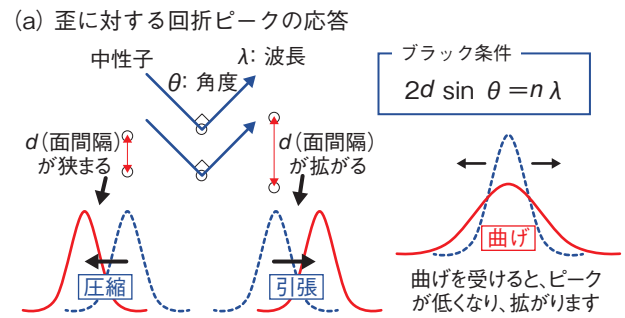 (a) 歪に対する回折ピークの応答
中性子
λ: 波長
θ: 角度
ブラック条件
2d sin θ =n λ
d(面間隔)
が狭まる
d(面間隔)
が拡がる
圧縮
引張
曲げ
曲げを受けると、ピーク
が低くなり、拡がります